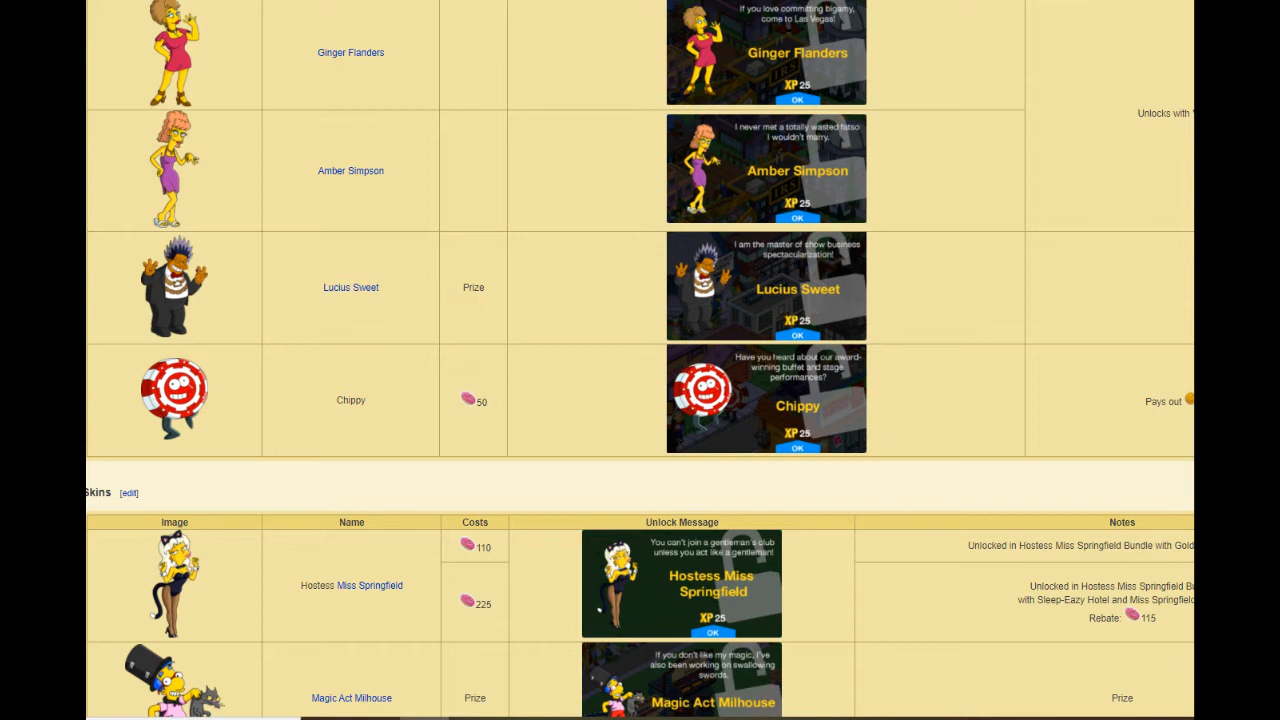 If you love committing bigamy,
come to Las Vegas!
Ginger Flanders
Ginger Flanders
XP 25
OK
Unlocks with
I never met a totally wasted fatso
I wouldn't marry.
Amber Simpson
Amber Simpson
XP 25
OK
I am the master of show business
spectacularization!
Lucius Sweet
Prize
Lucius Sweet
XP 25
OK
Have you heard about our award-
winning buffet and stage
performances?
Chippy
50
Chippy
Pays out
XP 25
OK
Skins [edit]
Image
Name
Costs
Unlock Message
Notes
Hostess Miss Springfield
110
225
You can't join a gentleman's club
unless you act like a gentleman!
Hostess Miss
Springfield
XP 25
OK
Unlocked in Hostess Miss Springfield Bundle with Gold
Unlocked in Hostess Miss Springfield Bu
with Sleep-Eazy Hotel and Miss Springfield
Rebate: 115
Magic Act Milhouse
Prize
If you don't like my magic, I've
also been working on swallowing
swords.
Magic Act Milhouse
Prize